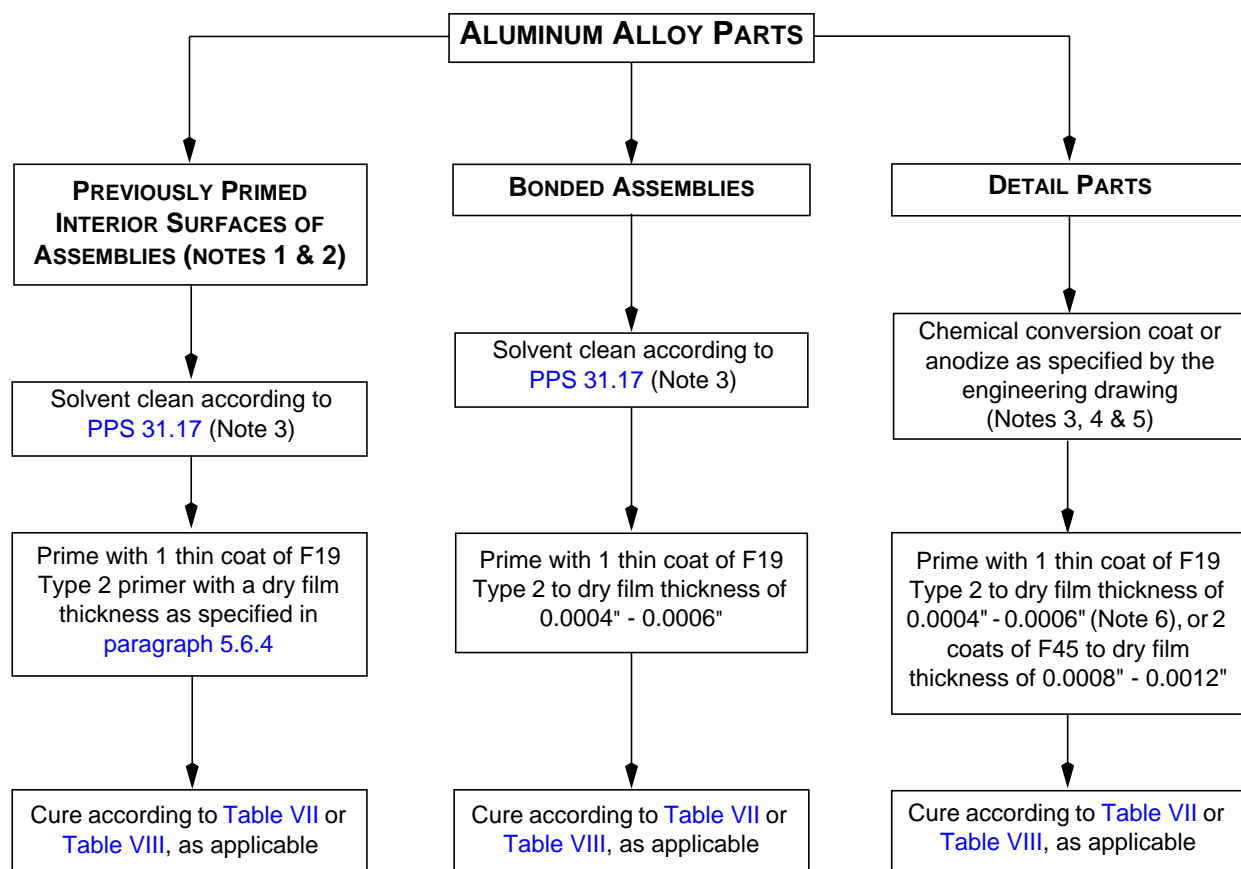 ALUMINUM ALLOY PARTS
PREVIOUSLY PRIMED
INTERIOR SURFACES OF
ASSEMBLIES (NOTES 1 & 2)
Solvent clean according to
PPS 31.17 (Note 3)
Prime with 1 thin coat of F19
Type 2 primer with a dry film
thickness as specified in
paragraph 5.6.4
Cure according to Table VII or
Table VIII, as applicable
BONDED ASSEMBLIES
Solvent clean according to
PPS 31.17 (Note 3)
Prime with 1 thin coat of F19
Type 2 to dry film thickness of
0.0004" - 0.0006"
Cure according to Table VII or
Table VIII, as applicable
DETAIL PARTS
Chemical conversion coat or
anodize as specified by the
engineering drawing
(Notes 3, 4 & 5)
Prime with 1 thin coat of F19
Type 2 to dry film thickness of
0.0004" - 0.0006" (Note 6), or 2
coats of F45 to dry film
thickness of 0.0008" - 0.0012"
Cure according to Table VII or
Table VIII, as applicable